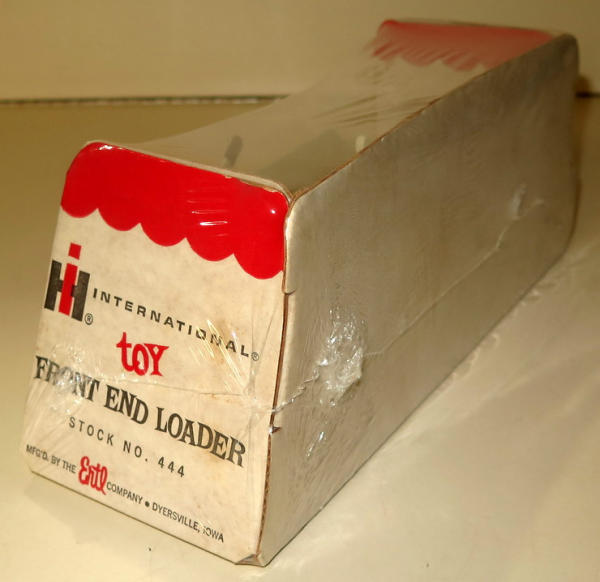 IH® INTERNATIONAL®
toy
FRONT END LOADER
STOCK NO. 444
MFG'D. BY THE Ertl COMPANY • DYERSVILLE, IOWA